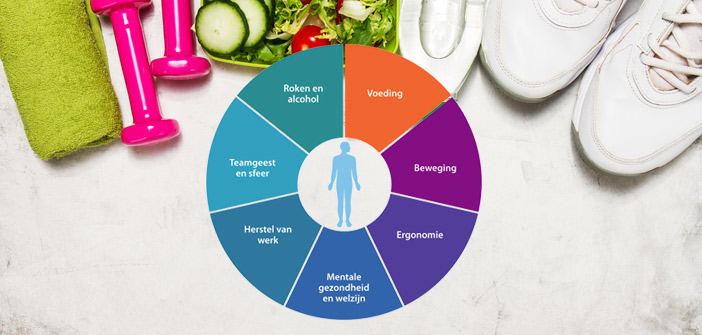 Voeding
Beweging
Ergonomie
Mentale
gezondheid
en welzijn
Herstel van
werk
Teamgeest
en sfeer
Roken en
alcohol